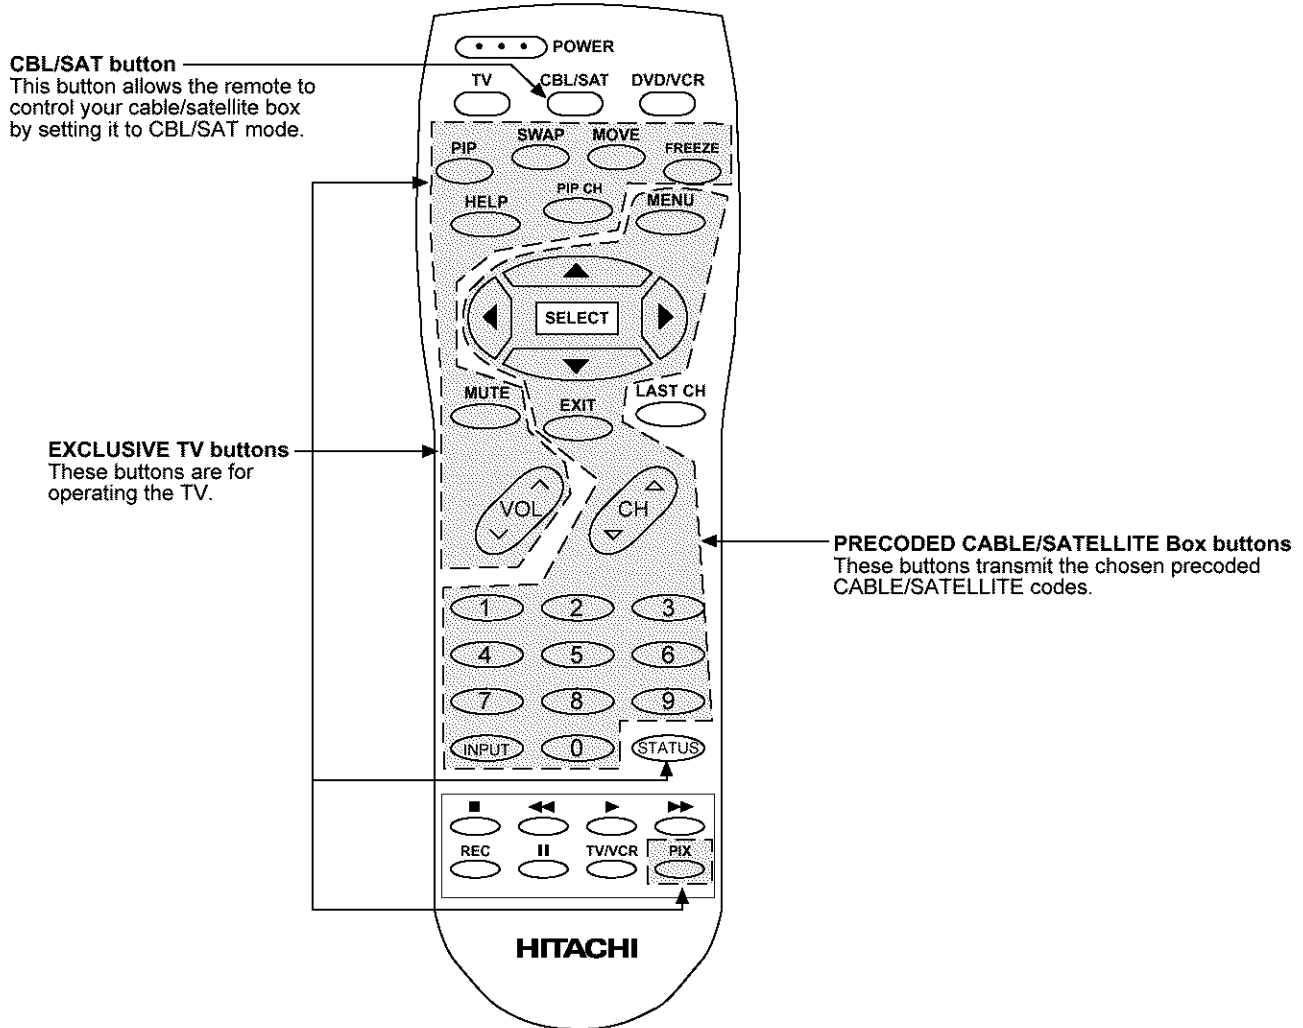 POWER
CBL/SAT button
This button allows the remote to
control your cable/satellite box
by setting it to CBL/SAT mode.
TV CBL/SAT DVD/VCR
PIP SWAP MOVE FREEZE
HELP PIP CH MENU
SELECT
MUTE EXIT LAST CH
EXCLUSIVE TV buttons
These buttons are for
operating the TV.
VOL CH
PRECODED CABLE/SATELLITE Box buttons
These buttons transmit the chosen precoded
CABLE/SATELLITE codes.
1 2 3
4 5 6
7 8 9
INPUT 0 STATUS
REC TV/VCR PIX
HITACHI